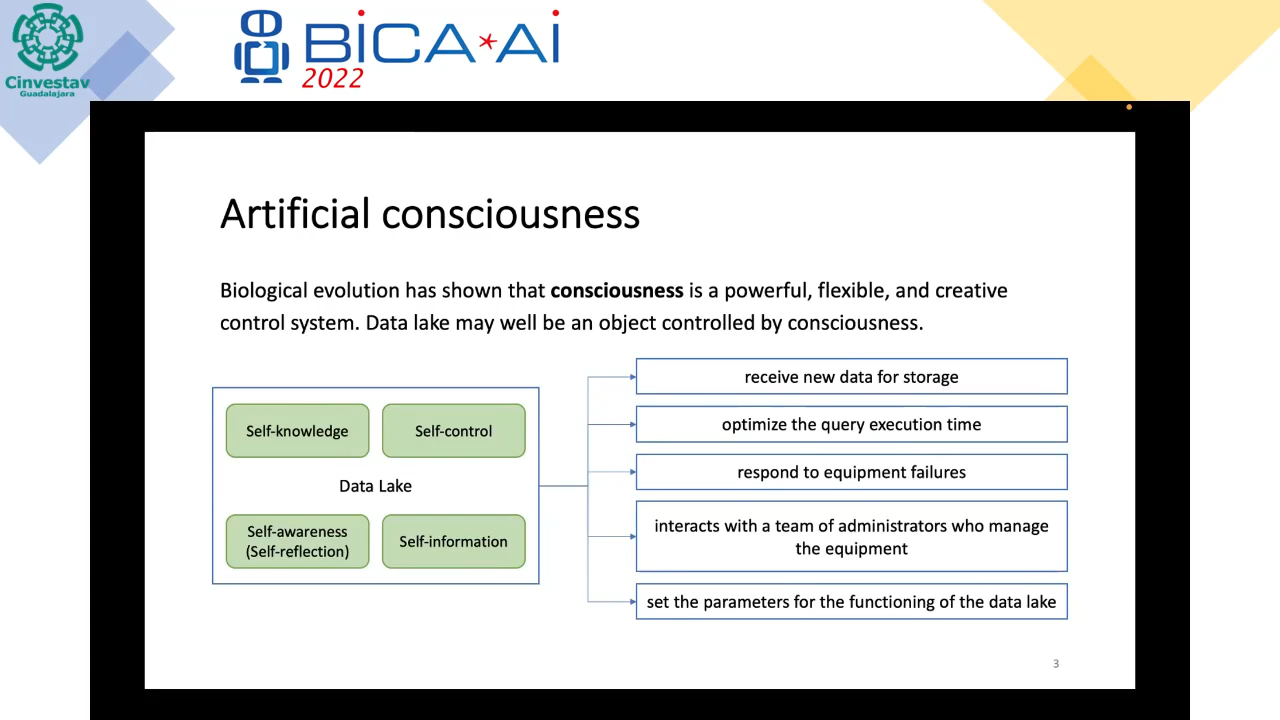 Cinvestav
Guadalajara
BiCA*Ai
2022
Artificial consciousness
Biological evolution has shown that consciousness is a powerful, flexible, and creative
control system. Data lake may well be an object controlled by consciousness.
Self-knowledge
Self-control
Data Lake
Self-awareness
(Self-reflection)
Self-information
receive new data for storage
optimize the query execution time
respond to equipment failures
interacts with a team of administrators who manage
the equipment
set the parameters for the functioning of the data lake
3